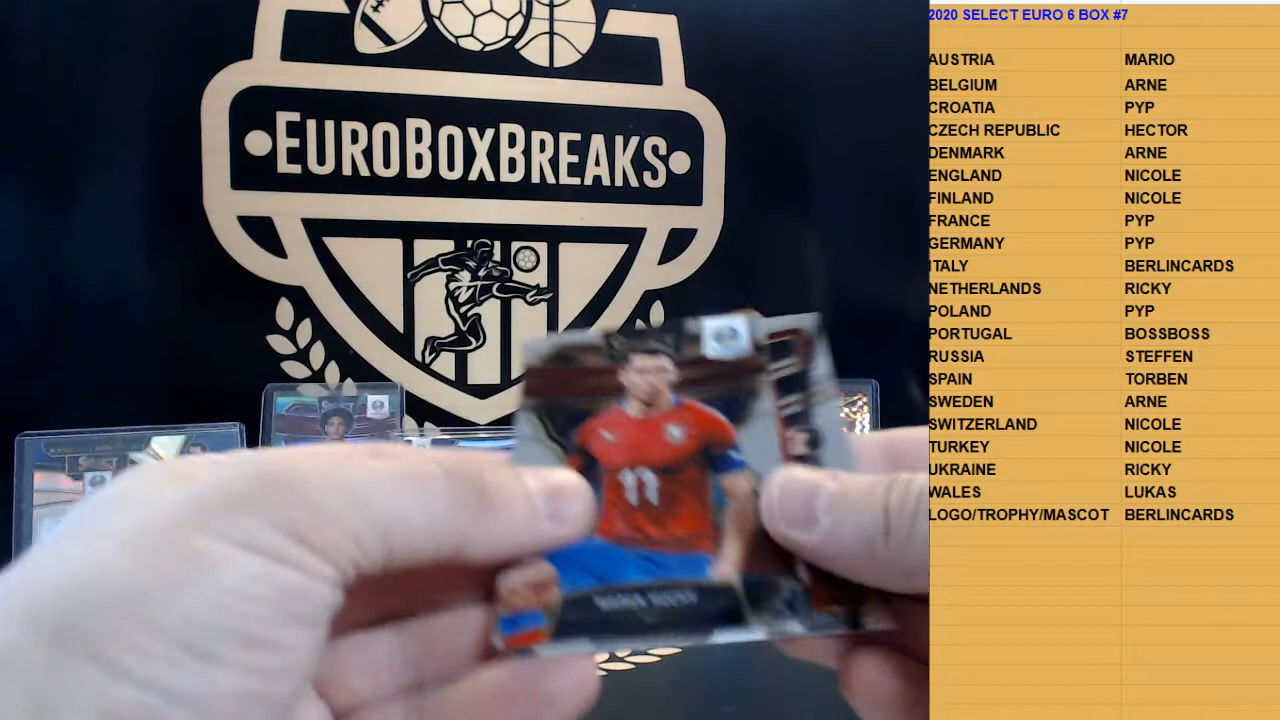 EUROBOXBREAKS
11
2020 SELECT EURO 6 BOX #7
AUSTRIA MARIO
BELGIUM ARNE
CROATIA PYP
CZECH REPUBLIC HECTOR
DENMARK ARNE
ENGLAND NICOLE
FINLAND NICOLE
FRANCE PYP
GERMANY PYP
ITALY BERLINCARDS
NETHERLANDS RICKY
POLAND PYP
PORTUGAL BOSSBOSS
RUSSIA STEFFEN
SPAIN TORBEN
SWEDEN ARNE
SWITZERLAND NICOLE
TURKEY NICOLE
UKRAINE RICKY
WALES LUKAS
LOGO/TROPHY/MASCOT BERLINCARDS